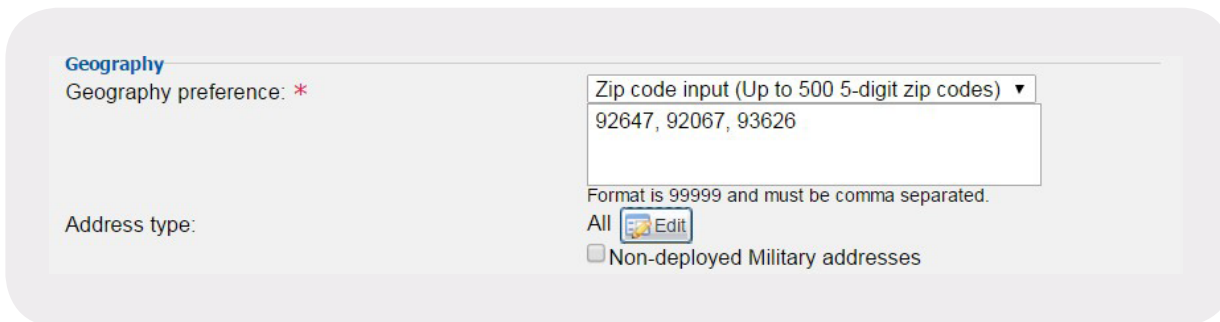 Geography
Geography preference: *
Zip code input (Up to 500 5-digit zip codes)
92647, 92067, 93626
Format is 99999 and must be comma separated.
Address type:
All Edit
Non-deployed Military addresses